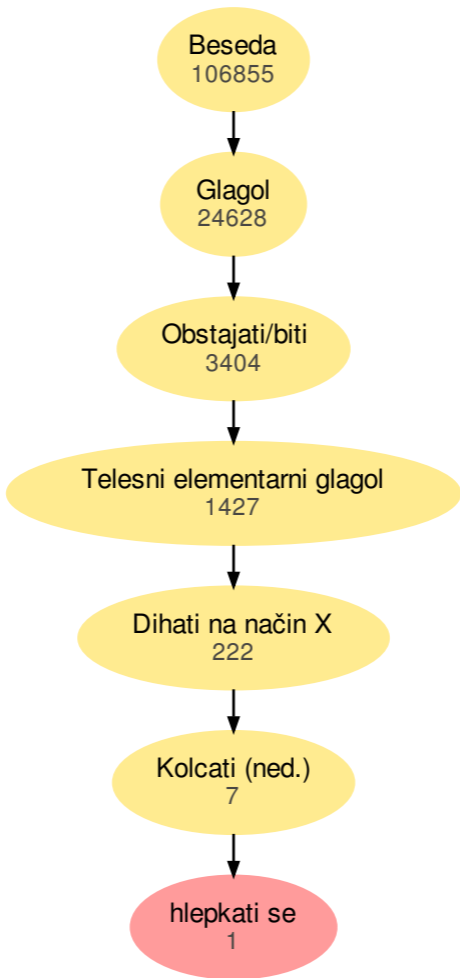 Beseda
106855
Glagol
24628
Obstajati/biti
3404
Telesni elementarni glagol
1427
Dihati na način X
222
Kolcati (ned.)
7
hlepkati se
1